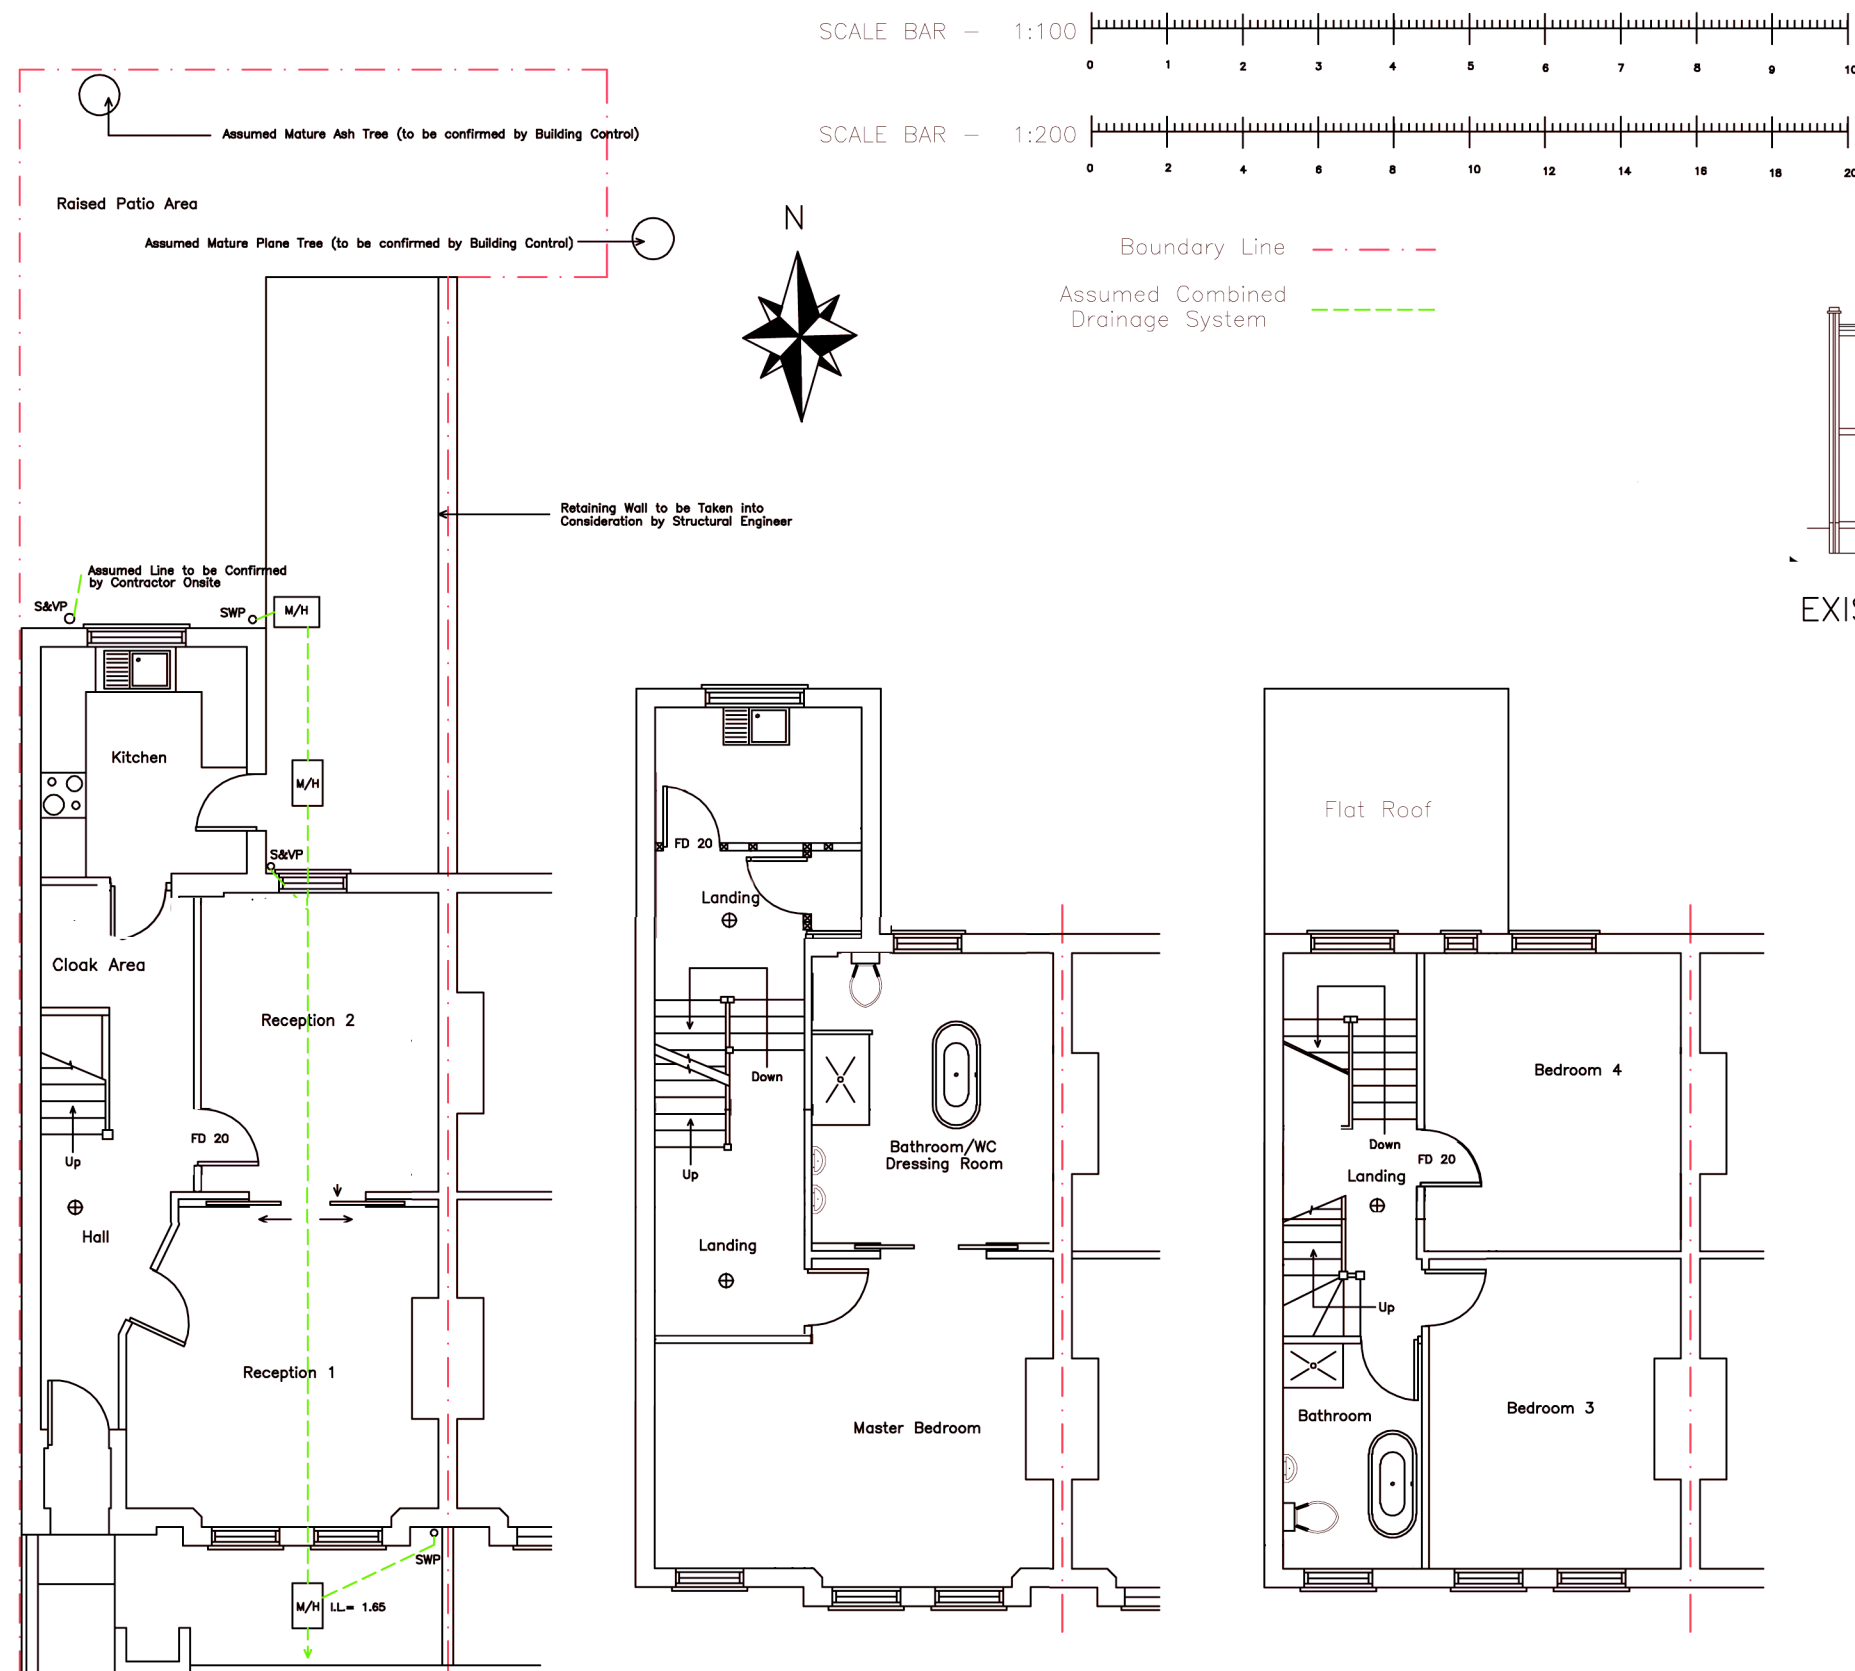 SCALE BAR - 1:100
0 1 2 3 4 5 6 7 8 9 10
SCALE BAR - 1:200
0 2 4 6 8 10 12 14 16 18 20
N
Boundary Line
Assumed Combined
Drainage System
Assumed Mature Ash Tree (to be confirmed by Building Control)
Raised Patio Area
Assumed Mature Plane Tree (to be confirmed by Building Control)
Retaining Wall to be Taken into
Consideration by Structural Engineer
Assumed Line to be Confirmed
by Contractor Onsite
S&VP
SWP
M/H
M/H
Kitchen
S&VP
Cloak Area
Reception 2
FD 20
Up
Hall
Reception 1
SWP
M/H I.L.= 1.65
FD 20
Landing
Down
Up
Bathroom/WC
Dressing Room
Landing
Master Bedroom
Flat Roof
Bedroom 4
Down
FD 20
Landing
Up
Bathroom
Bedroom 3
EXIS